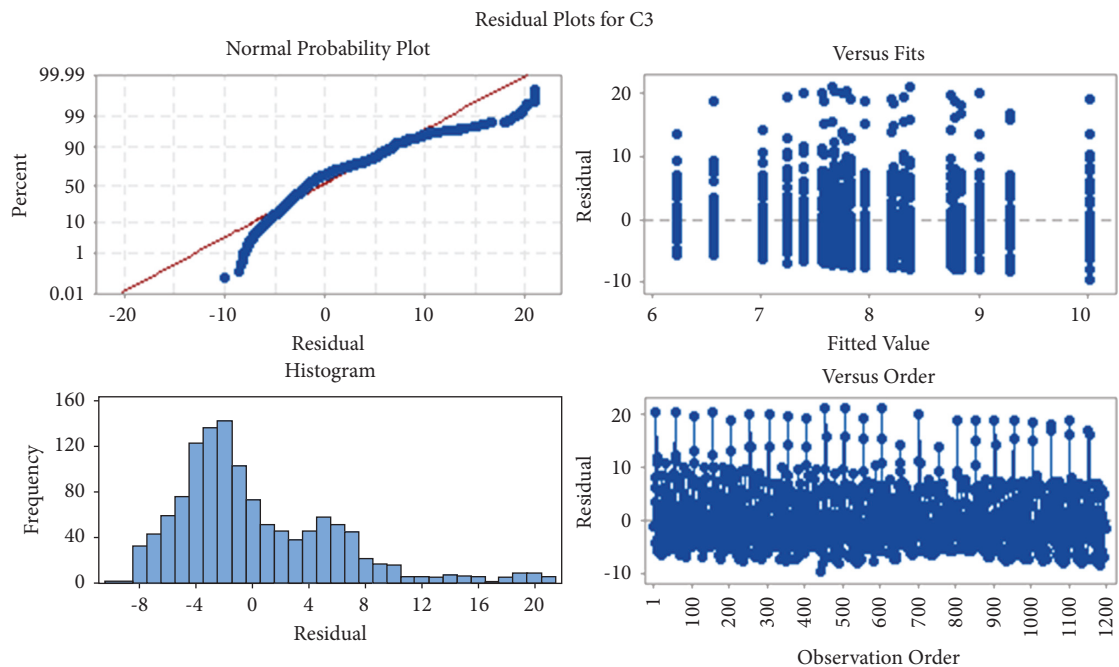 Residual Plots for C3
Normal Probability Plot
99.99
99
90
50
10
1
0.01
Percent
-20 -10 0 10 20
Residual
Versus Fits
20
10
0
-10
Residual
6 7 8 9 10
Fitted Value
Histogram
160
120
80
40
0
Frequency
-8 -4 0 4 8 12 16 20
Residual
Versus Order
20
10
0
-10
Residual
1 100 200 300 400 500 600 700 800 900 1000 1100 1200
Observation Order